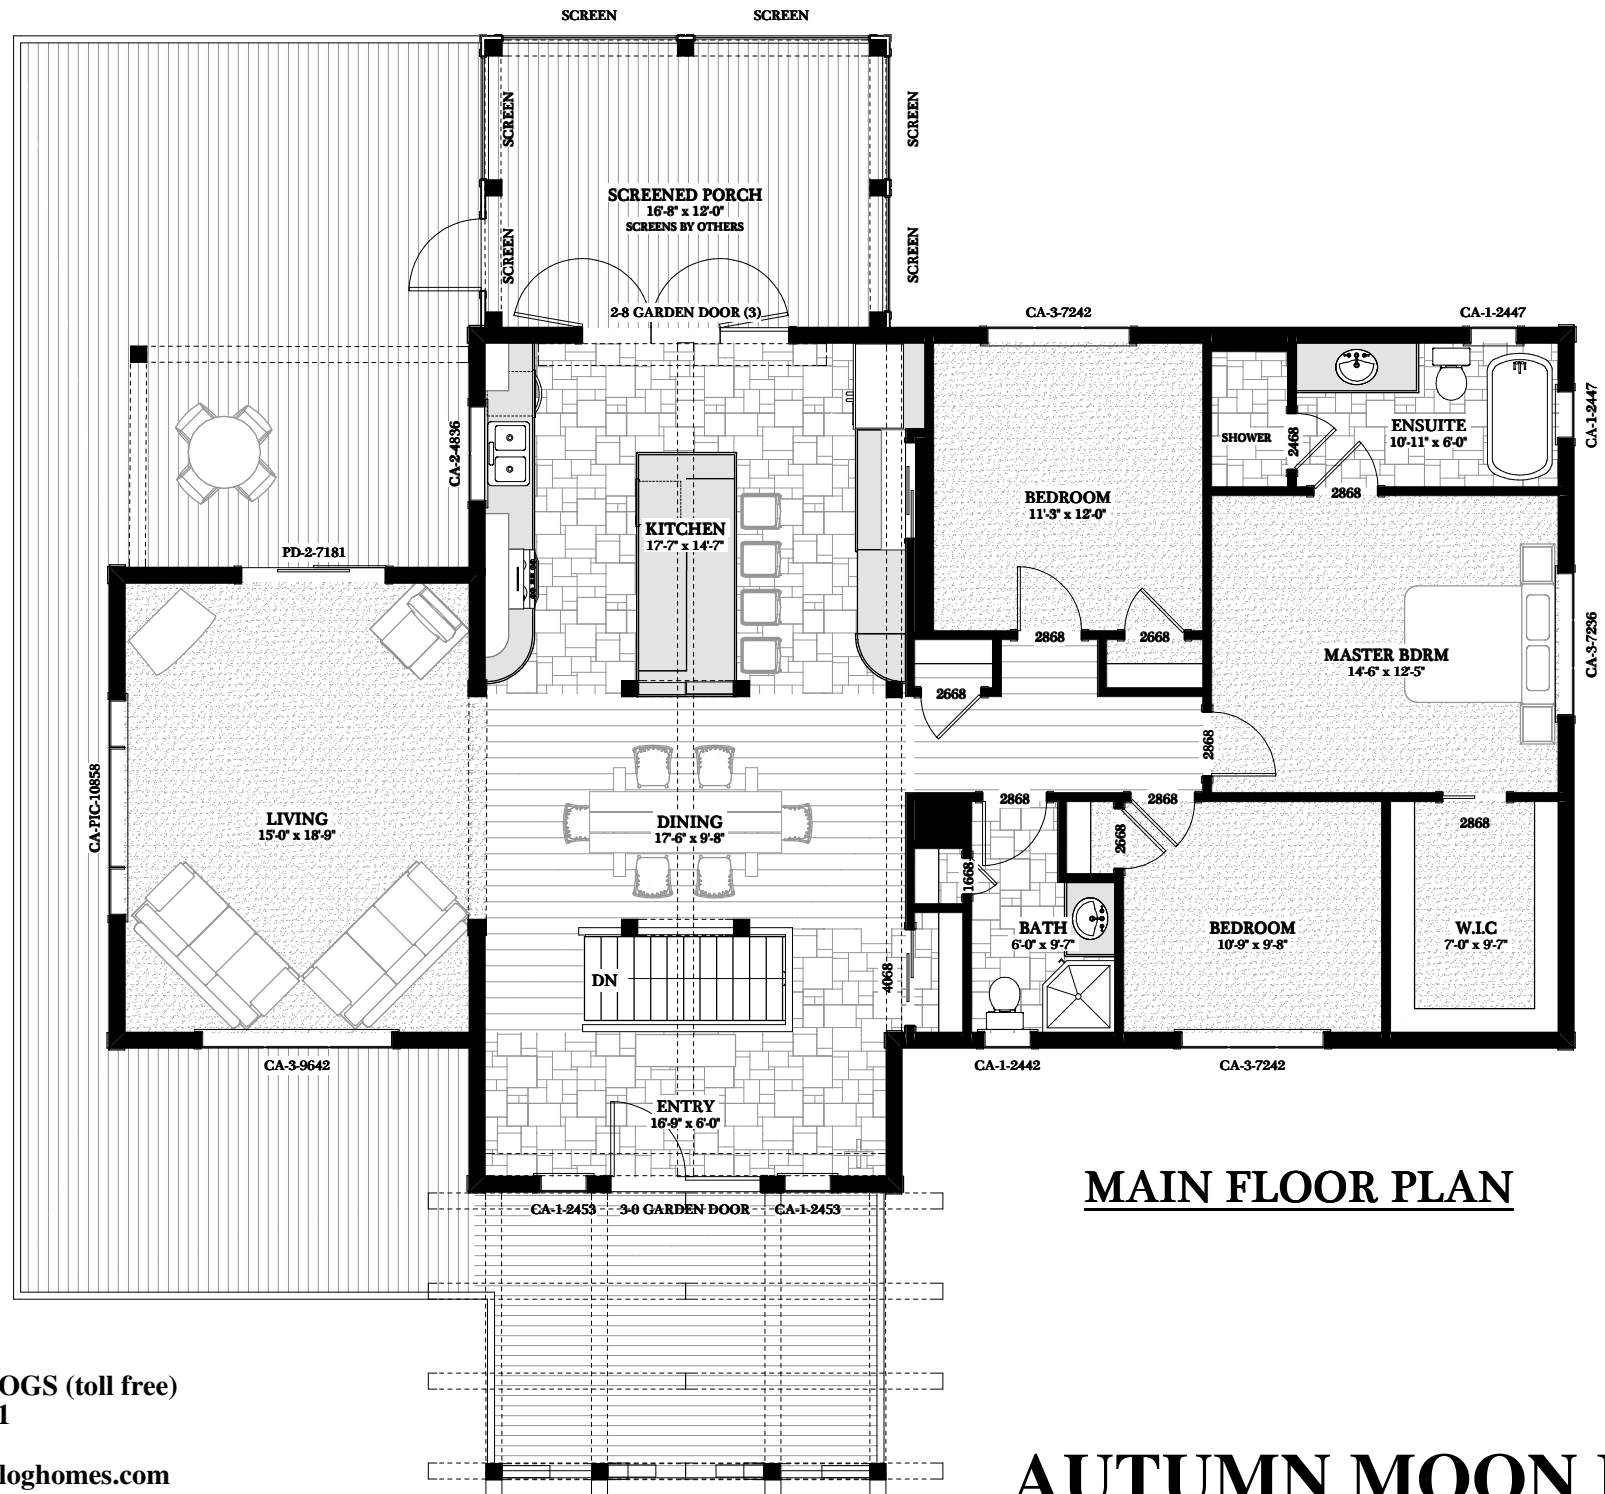 SCREEN
SCREEN
SCREEN
SCREEN
SCREENED PORCH
16'-8" x 12'-0"
SCREENS BY OTHERS
SCREEN
SCREEN
2-8 GARDEN DOOR (3)
CA-3-7242
CA-1-2447
CA-1-2447
CA-2-4836
SHOWER
2468
ENSUITE
10'-11" x 6'-0"
2868
BEDROOM
11'-3" x 12'-0"
KITCHEN
17'-7" x 14'-7"
PD-2-7181
2868
2668
MASTER BDRM
14'-6" x 12'-5"
CA-3-7236
2668
2868
CA-PIC-10858
LIVING
15'-0" x 18'-9"
DINING
17'-6" x 9'-8"
2868
2868
2868
2668
1668
BATH
6'-0" x 9'-7"
BEDROOM
10'-9" x 9'-8"
W.I.C
7'-0" x 9'-7"
DN
4068
CA-3-9642
CA-1-2442
CA-3-7242
ENTRY
16'-9" x 6'-0"
CA-1-2453
3-0 GARDEN DOOR
CA-1-2453
MAIN FLOOR PLAN
OGS (toll free)
1
loghomes.com
AUTUMN MOON